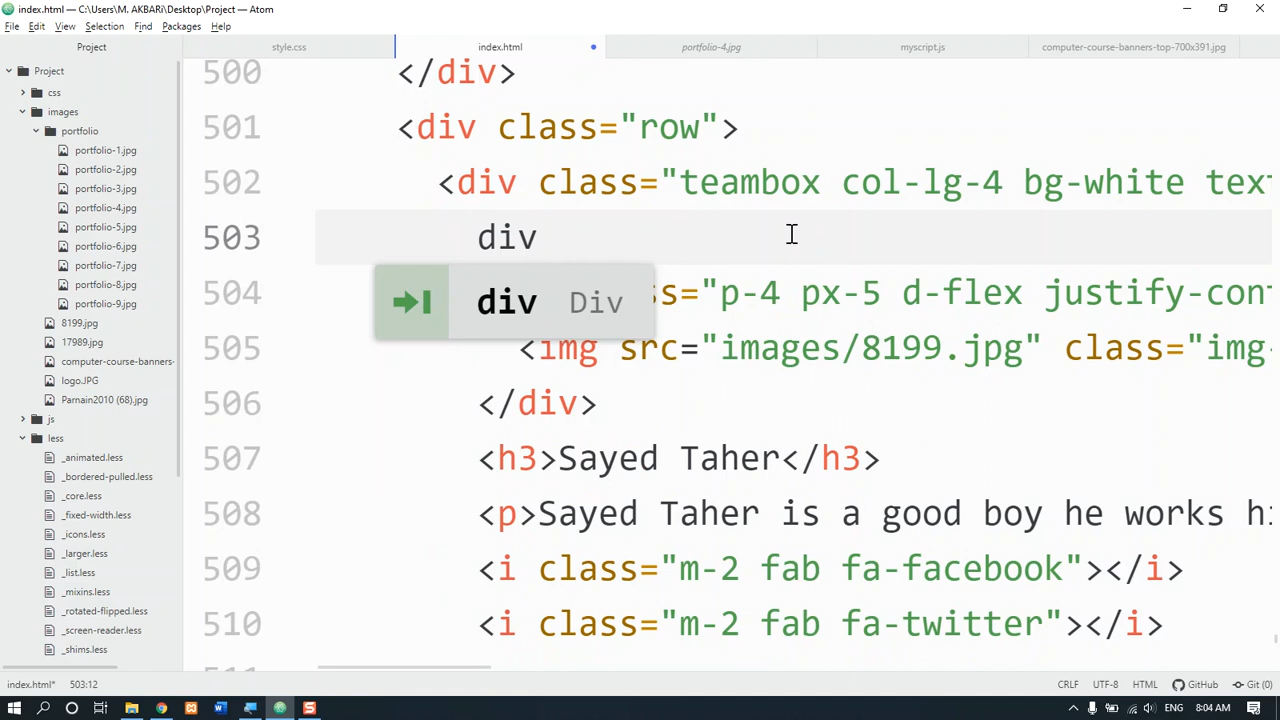 index.html — C:\Users\M. AKBARi\Desktop\Project — Atom
File Edit View Selection Find Packages Help
Project
style.css
index.html
portfolio-4.jpg
myscript.js
computer-course-banners-top-700x391.jpg
Project
css
images
portfolio
portfolio-1.jpg
portfolio-2.jpg
portfolio-3.jpg
portfolio-4.jpg
portfolio-5.jpg
portfolio-6.jpg
portfolio-7.jpg
portfolio-8.jpg
portfolio-9.jpg
8199.jpg
17989.jpg
computer-course-banners-
logo.JPG
Parnain2010 (68).jpg
js
less
_animated.less
_bordered-pulled.less
_core.less
_fixed-width.less
_icons.less
_larger.less
_list.less
_mixins.less
_rotated-flipped.less
_screen-reader.less
_shims.less
500 </div>
501 <div class="row">
502 <div class="teambox col-lg-4 bg-white tex
503 div
div Div
504 s="p-4 px-5 d-flex justify-con
505 <img src="images/8199.jpg" class="img
506 </div>
507 <h3>Sayed Taher</h3>
508 <p>Sayed Taher is a good boy he works hi
509 <i class="m-2 fab fa-facebook"></i>
510 <i class="m-2 fab fa-twitter"></i>
index.html* 503:12
CRLF UTF-8 HTML GitHub Git (0)
ENG 8:04 AM